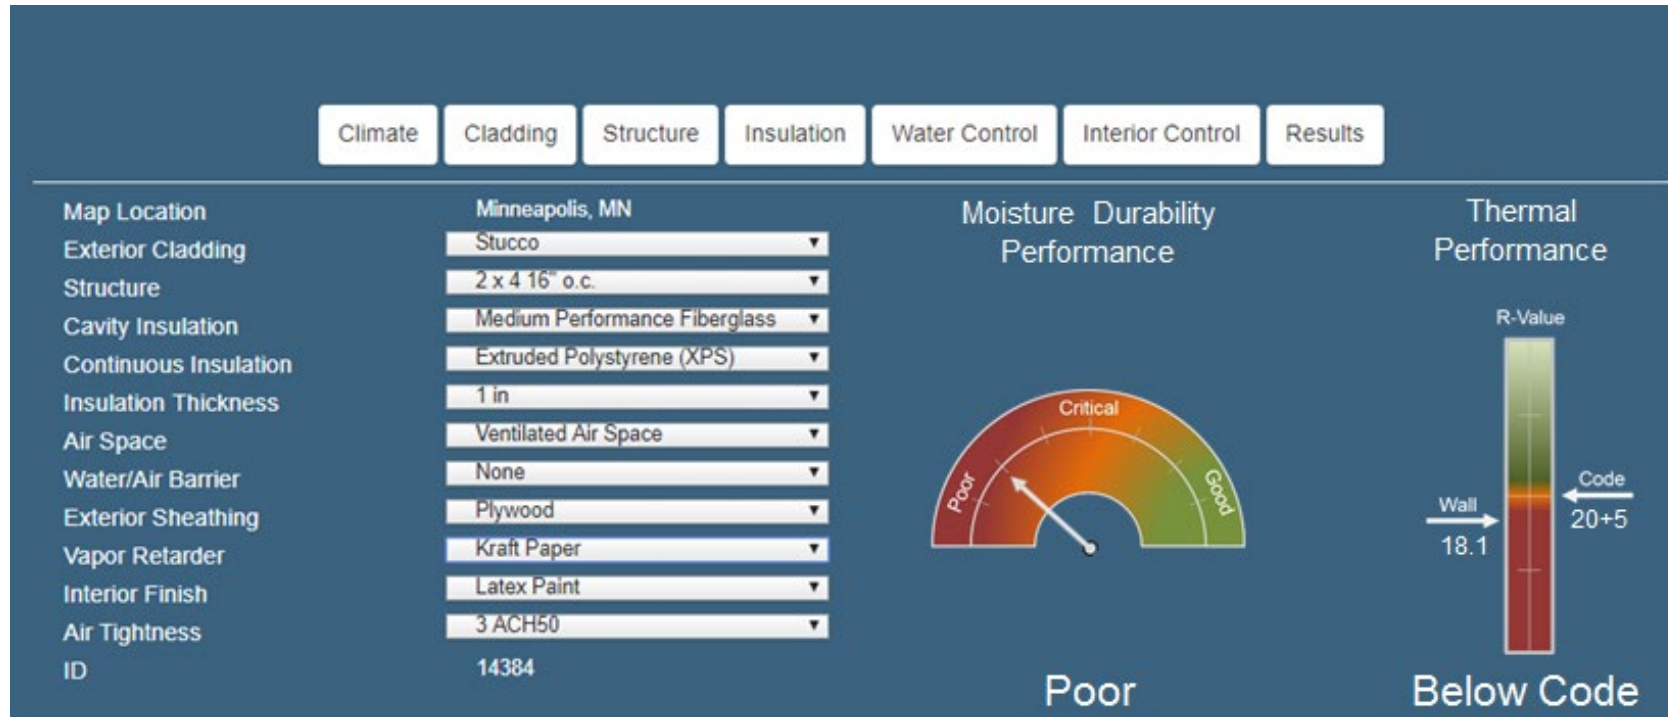 Climate Cladding Structure Insulation Water Control Interior Control Results
Map Location Minneapolis, MN
Exterior Cladding Stucco
Structure 2 x 4 16" o.c.
Cavity Insulation Medium Performance Fiberglass
Continuous Insulation Extruded Polystyrene (XPS)
Insulation Thickness 1 in
Air Space Ventilated Air Space
Water/Air Barrier None
Exterior Sheathing Plywood
Vapor Retarder Kraft Paper
Interior Finish Latex Paint
Air Tightness 3 ACH50
ID 14384
Moisture Durability
Performance
Poor
Critical
Good
Poor
Thermal
Performance
R-Value
Code
20+5
Wall
18.1
Below Code